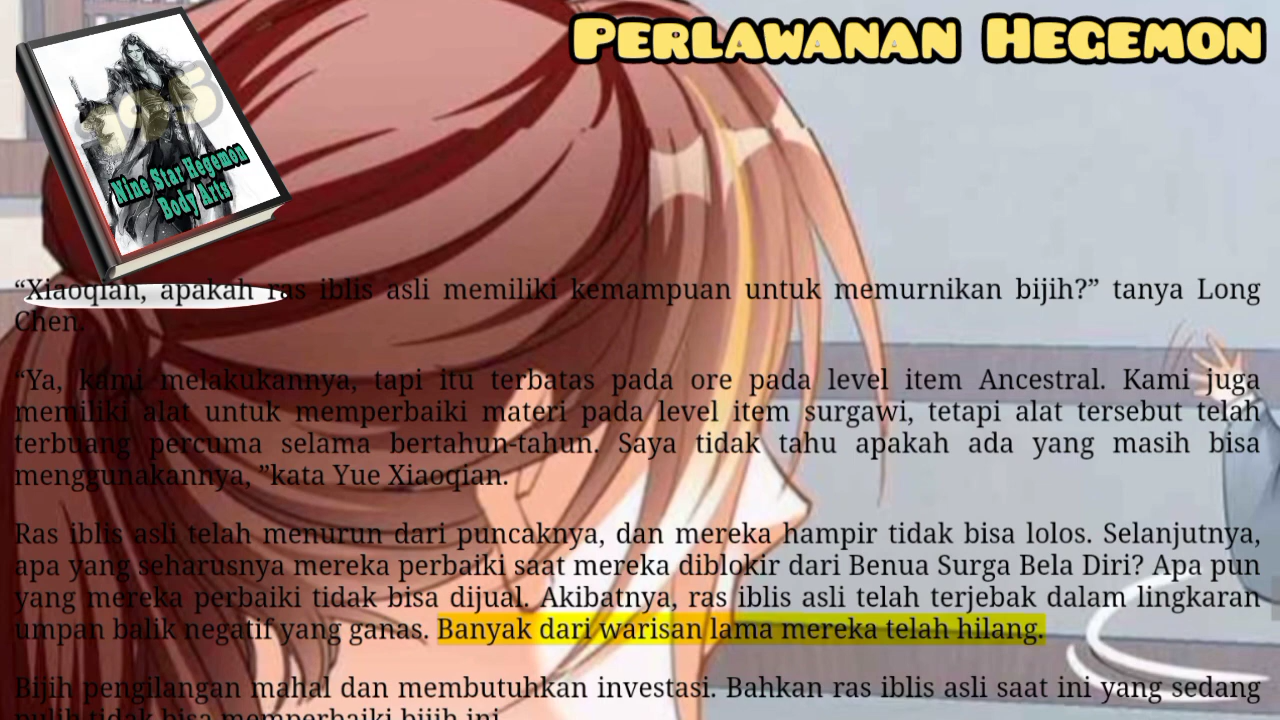 PERLAWANAN HEGEMON
995
Nine Star Hegemon
Body Arts
“Xiaoqian, apakah ras iblis asli memiliki kemampuan untuk memurnikan bijih?” tanya Long
Chen.
“Ya, kami melakukannya, tapi itu terbatas pada ore pada level item Ancestral. Kami juga
memiliki alat untuk memperbaiki materi pada level item surgawi, tetapi alat tersebut telah
terbuang percuma selama bertahun-tahun. Saya tidak tahu apakah ada yang masih bisa
menggunakannya, ”kata Yue Xiaoqian.
Ras iblis asli telah menurun dari puncaknya, dan mereka hampir tidak bisa lolos. Selanjutnya,
apa yang seharusnya mereka perbaiki saat mereka diblokir dari Benua Surga Bela Diri? Apa pun
yang mereka perbaiki tidak bisa dijual. Akibatnya, ras iblis asli telah terjebak dalam lingkaran
umpan balik negatif yang ganas. Banyak dari warisan lama mereka telah hilang.
Bijih pengilangan mahal dan membutuhkan investasi. Bahkan ras iblis asli saat ini yang sedang
pulih tidak bisa memperbaiki bijih ini.